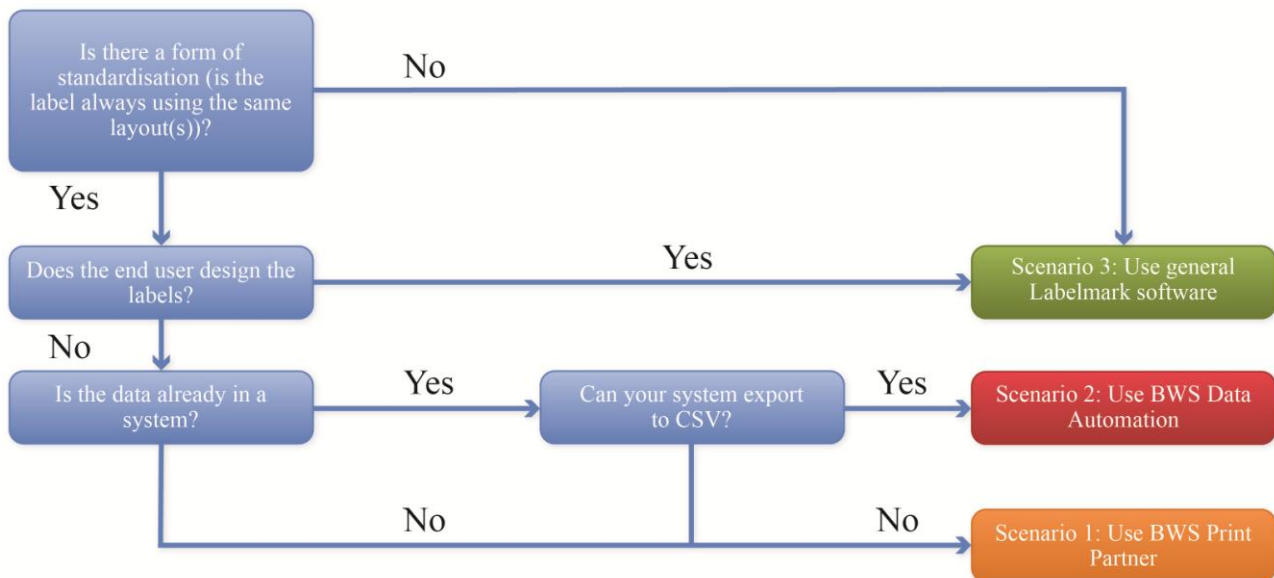 Is there a form of
standardisation (is the
label always using the same
layout(s))?
No
Yes
Does the end user design the
labels?
Yes
Scenario 3: Use general
Labelmark software
No
Is the data already in a
system?
Yes
Can your system export
to CSV?
Yes
Scenario 2: Use BWS Data
Automation
No
No
Scenario 1: Use BWS Print
Partner